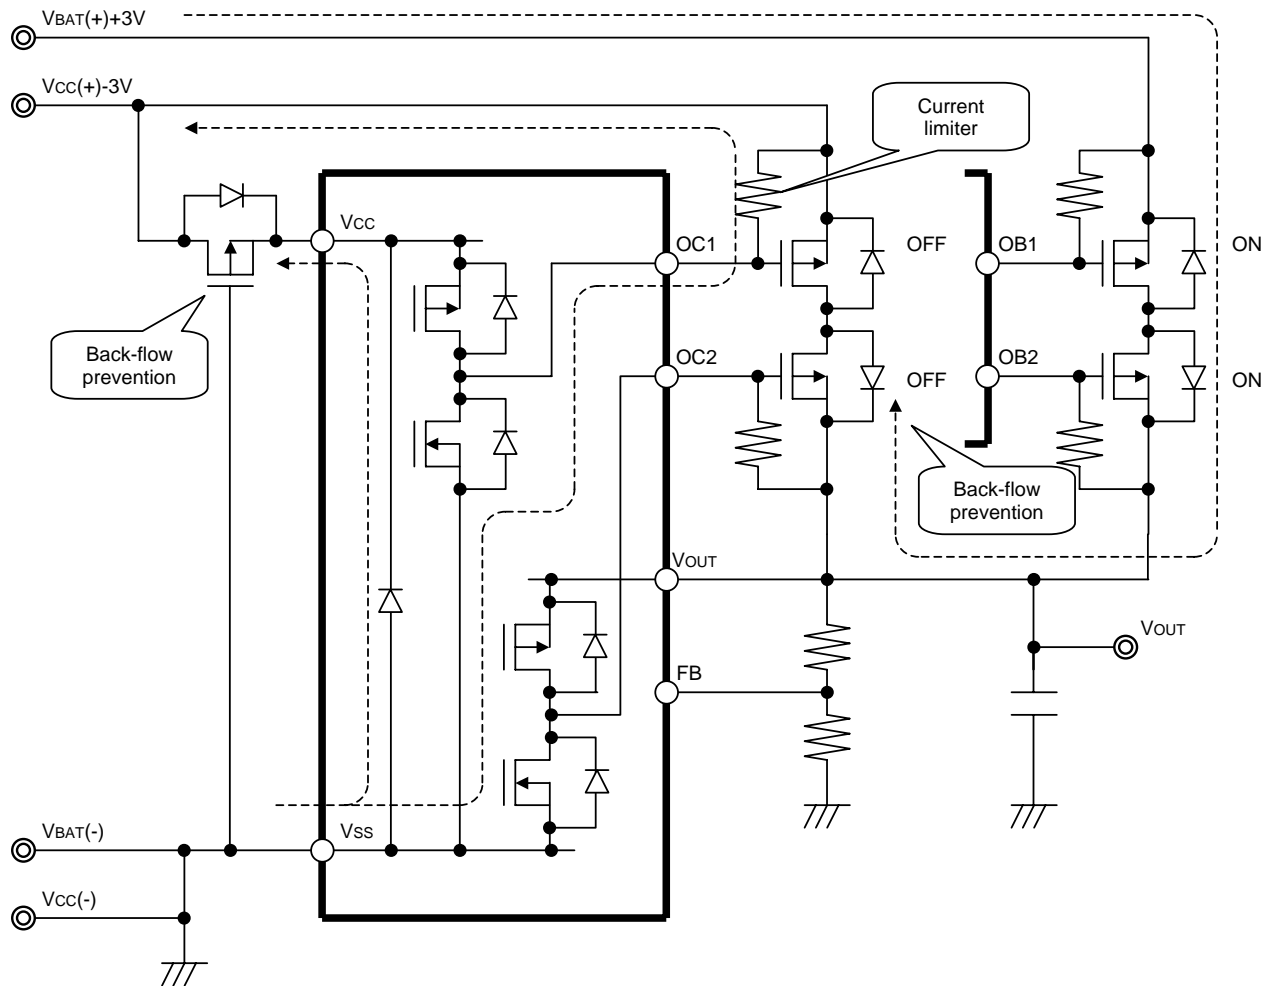 VBAT(+)+3V
VCC(+)-3V
Current
limiter
VCC
OC1
OFF
OB1
ON
Back-flow
prevention
OC2
OFF
OB2
ON
Back-flow
prevention
VOUT
VOUT
FB
VBAT(-)
VSS
VCC(-)